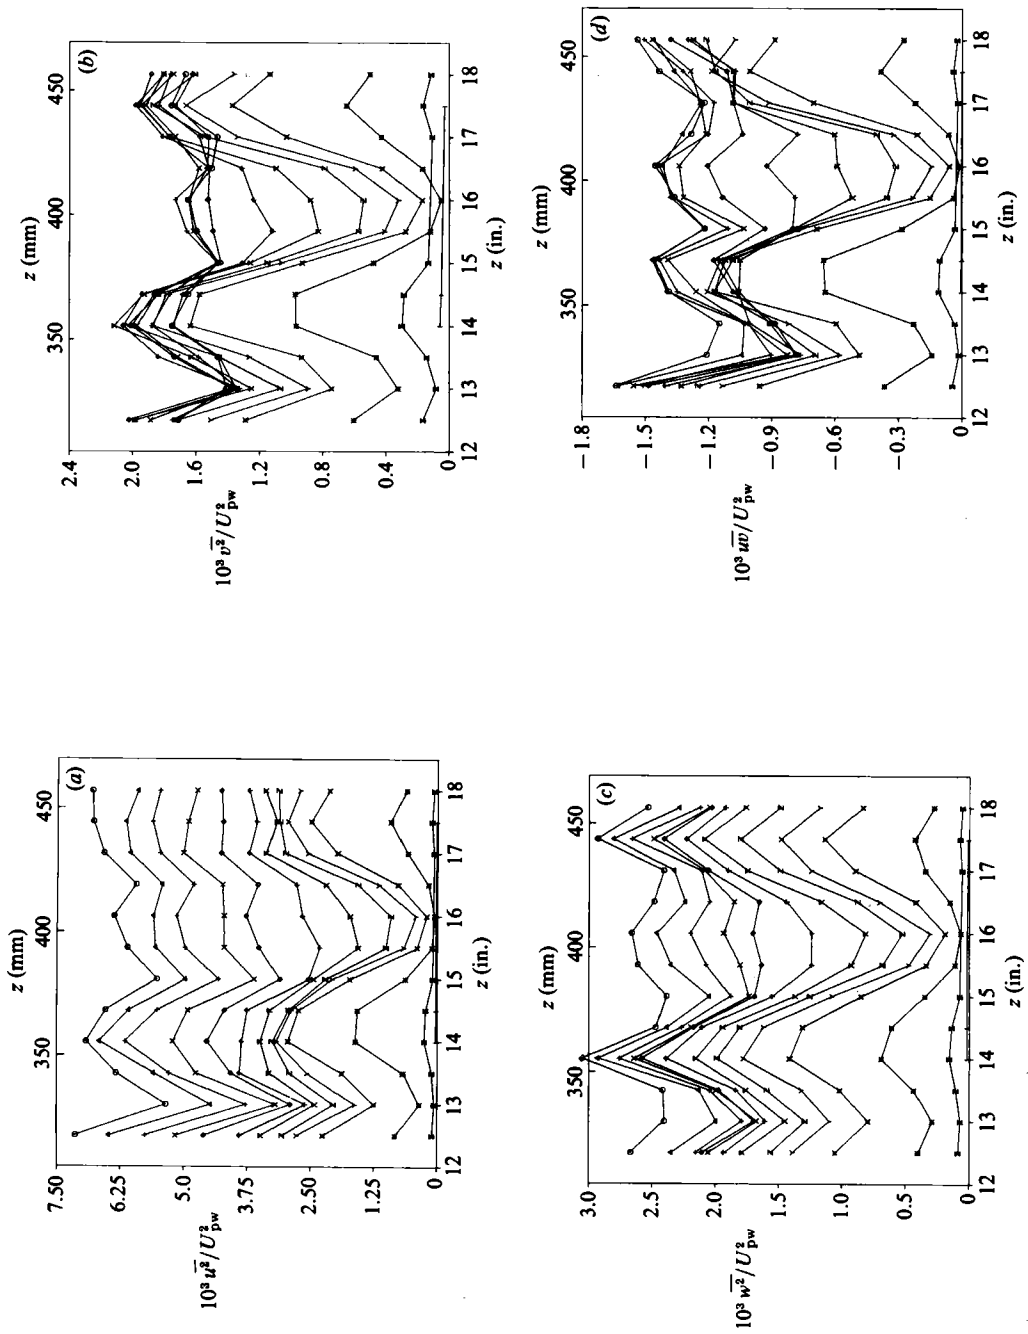 z (mm)
350 400 450
(a)
7.50
6.25
5.0
3.75
2.50
1.25
0
10³ u̅²/U²pw
12 13 14 15 16 17 18
z (in.)
z (mm)
350 400 450
(b)
2.4
2.0
1.6
1.2
0.8
0.4
0
10³ v̅²/U²pw
12 13 14 15 16 17 18
z (in.)
z (mm)
350 400 450
(c)
3.0
2.5
2.0
1.5
1.0
0.5
0
10³ w̅²/U²pw
12 13 14 15 16 17 18
z (in.)
z (mm)
350 400 450
(d)
−1.8
−1.5
−1.2
−0.9
−0.6
−0.3
0
10³ u̅v̅/U²pw
12 13 14 15 16 17 18
z (in.)